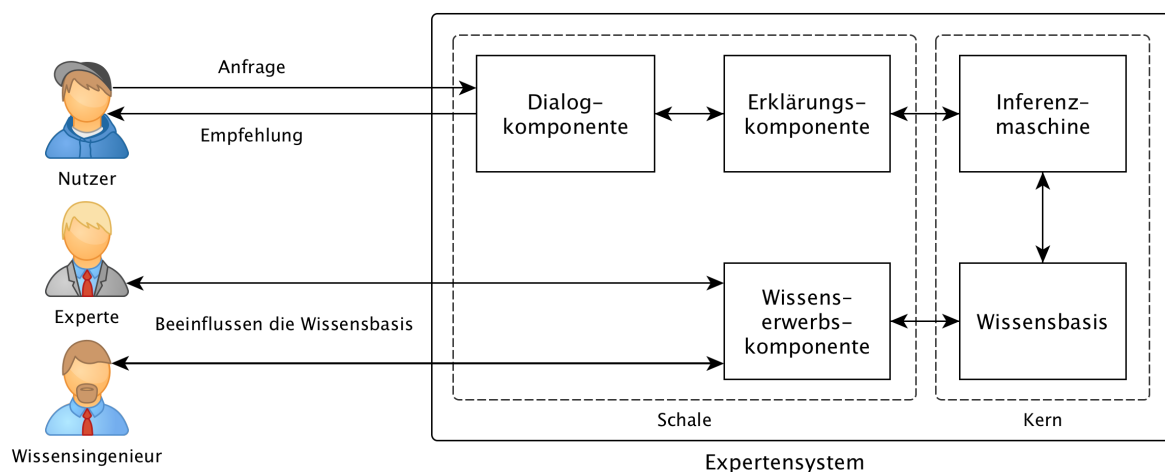 Anfrage
Empfehlung
Nutzer
Dialog-
komponente
Erklärungs-
komponente
Inferenz-
maschine
Experte
Beeinflussen die Wissensbasis
Wissens-
erwerbs-
komponente
Wissensbasis
Wissensingenieur
Schale
Kern
Expertensystem